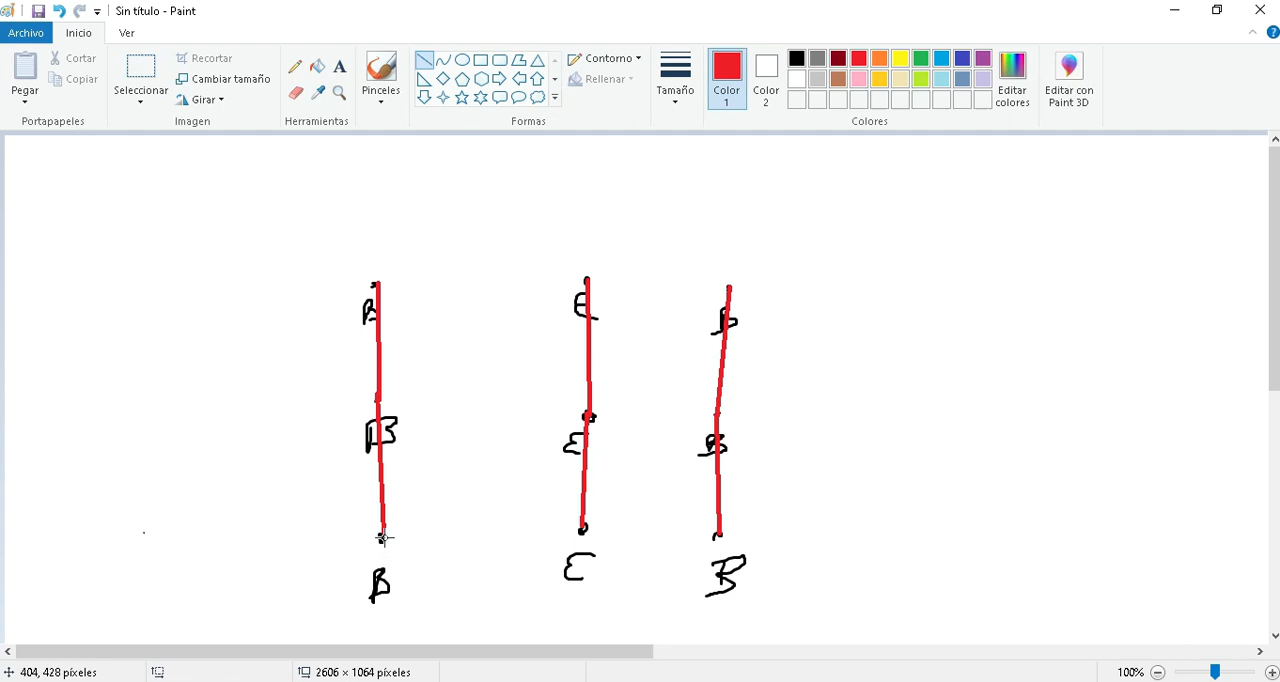 Sin título - Paint
Archivo Inicio Ver
Pegar
Cortar
Copiar
Portapapeles
Seleccionar
Recortar
Cambiar tamaño
Girar
Imagen
A
Herramientas
Pinceles
Contorno
Rellenar
Formas
Tamaño
Color 1
Color 2
Editar colores
Colores
Editar con Paint 3D
B E B
B E B
B E B
404, 428 píxeles 2606 × 1064 píxeles 100%